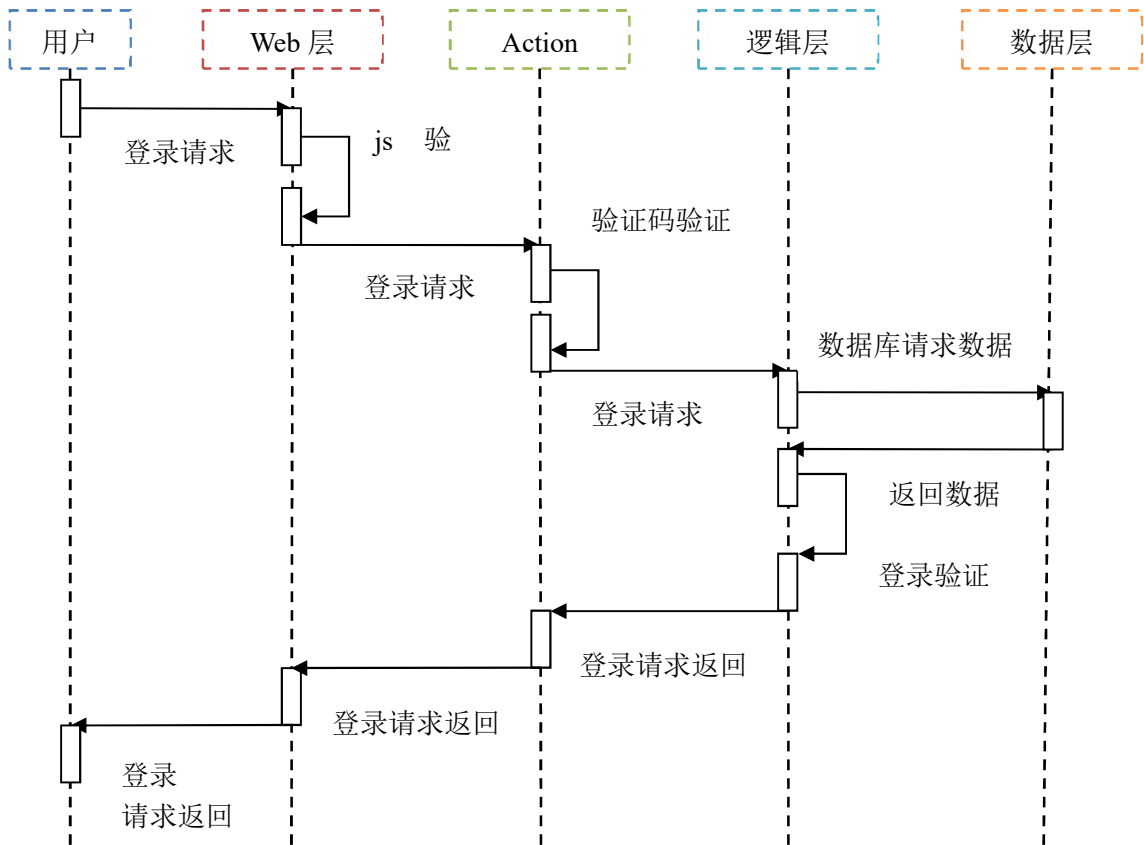 用户
Web 层
Action
逻辑层
数据层
登录请求
js 验
验证码验证
登录请求
数据库请求数据
登录请求
返回数据
登录验证
登录请求返回
登录请求返回
登录
请求返回